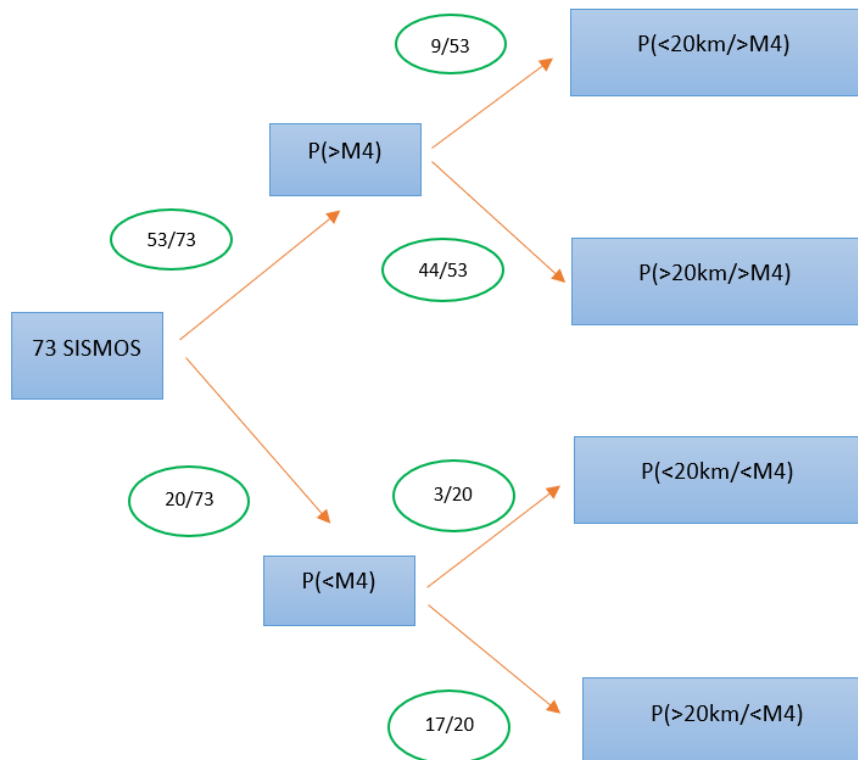 9/53
P(<20km/>M4)
P(>M4)
53/73
44/53
P(>20km/>M4)
73 SISMOS
20/73
3/20
P(<20km/<M4)
P(<M4)
17/20
P(>20km/<M4)